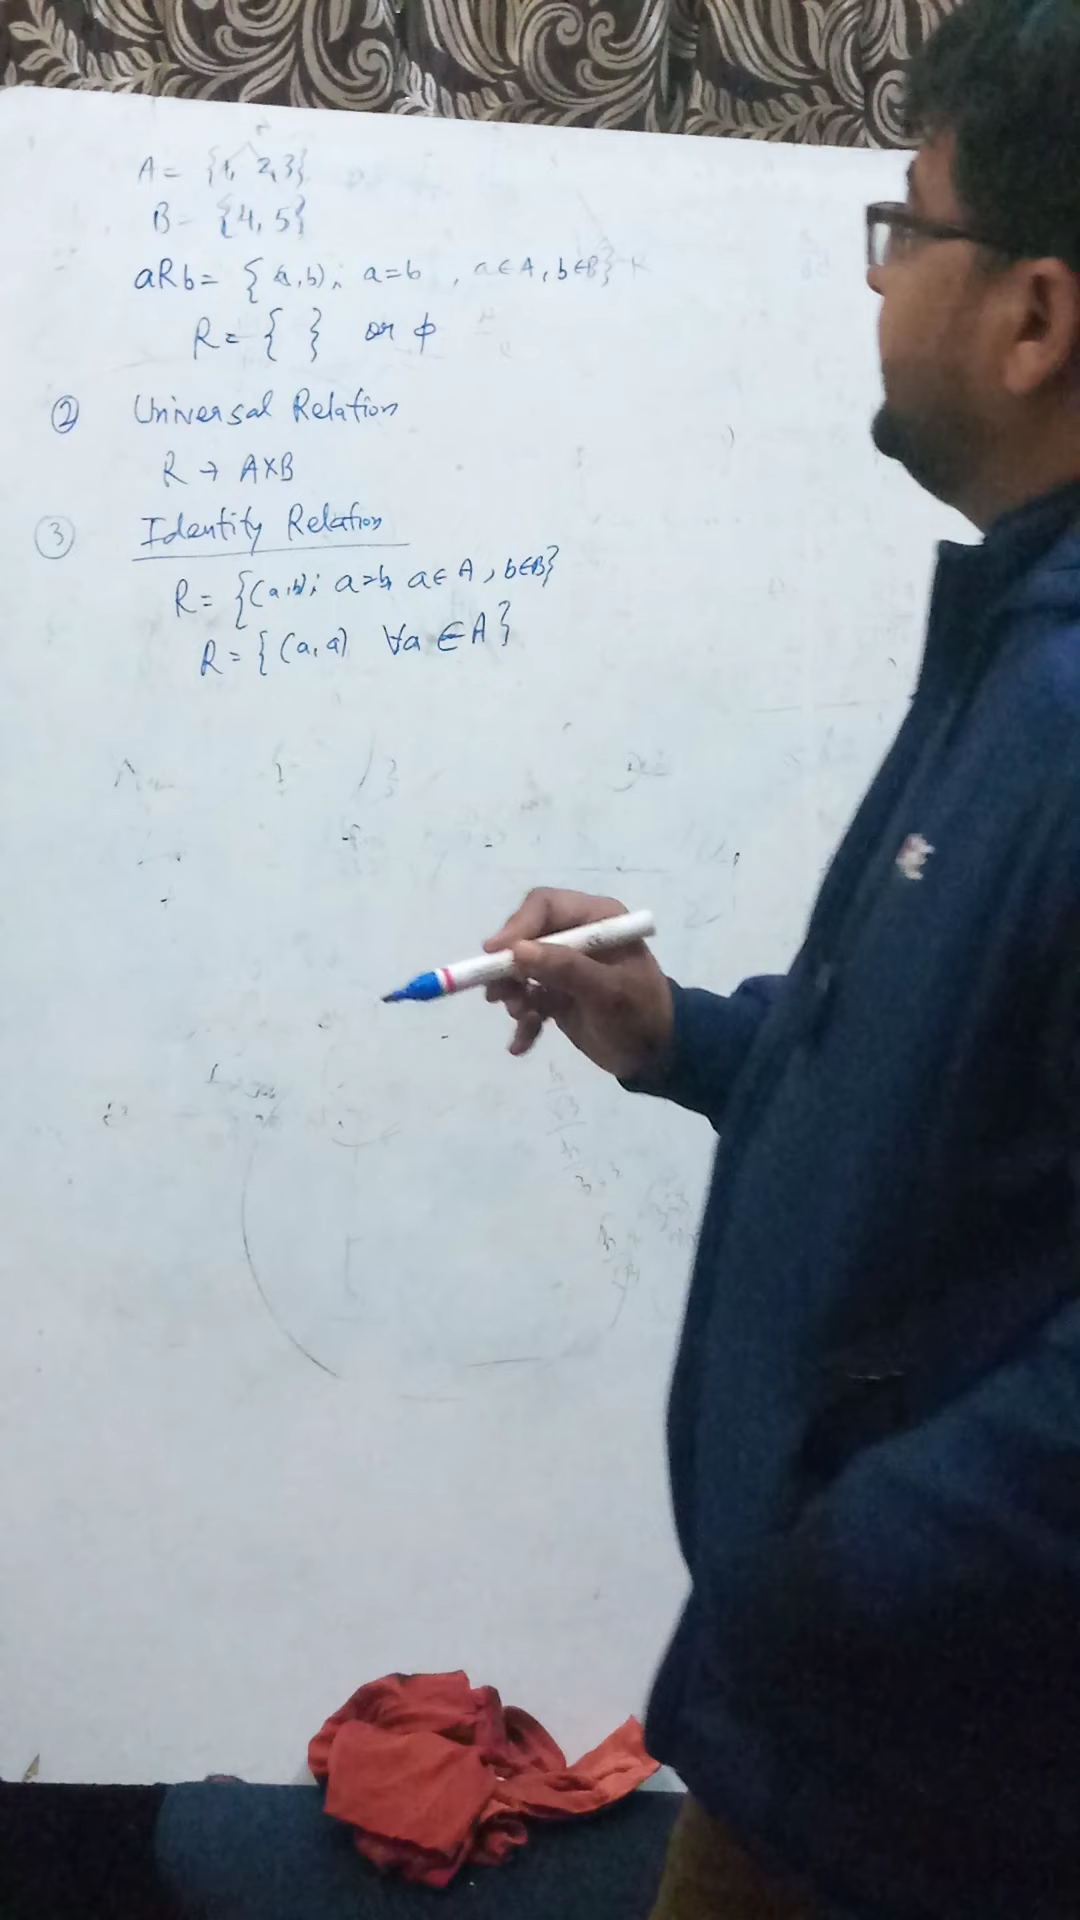 A = {1, 2,3}
B = {4, 5}
aRb = { (a,b); a=b , a∈A, b∈B}
R = { } or ϕ
② Universal Relation
R → A×B
③ Identity Relation
R = {(a,b); a=b, a∈A, b∈B}
R = {(a,a) ∀a ∈A}